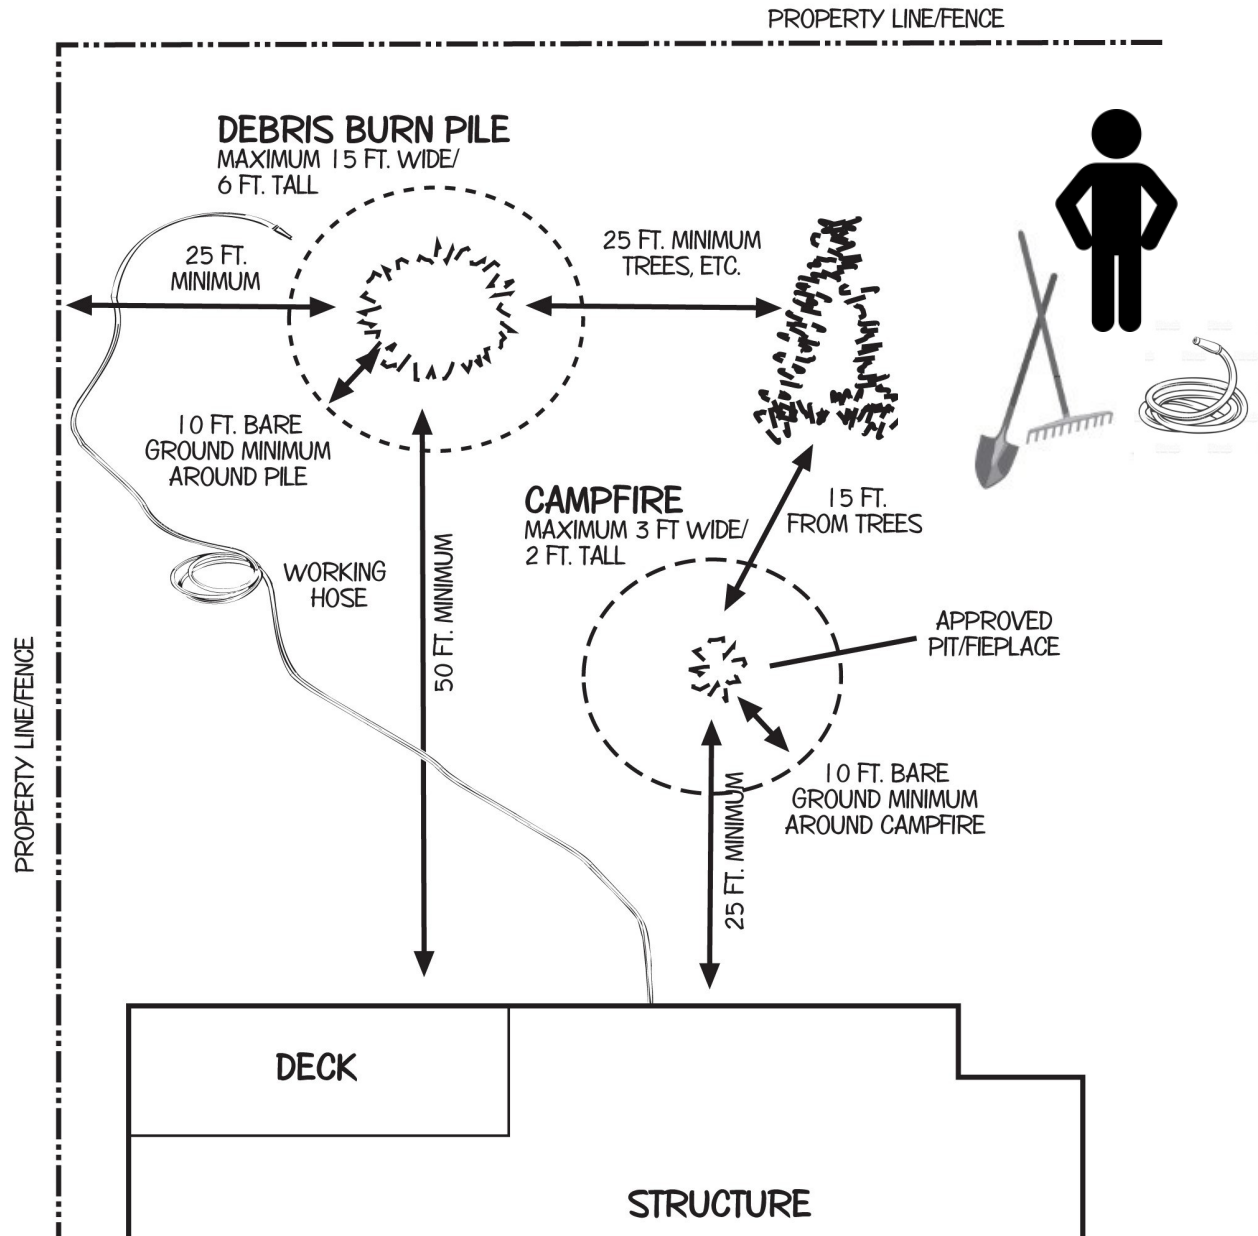 PROPERTY LINE/FENCE
DEBRIS BURN PILE
MAXIMUM 15 FT. WIDE/
6 FT. TALL
25 FT.
MINIMUM
25 FT. MINIMUM
TREES, ETC.
10 FT. BARE
GROUND MINIMUM
AROUND PILE
CAMPFIRE
MAXIMUM 3 FT WIDE/
2 FT. TALL
15 FT.
FROM TREES
WORKING
HOSE
50 FT. MINIMUM
APPROVED
PIT/FIEPLACE
PROPERTY LINE/FENCE
10 FT. BARE
GROUND MINIMUM
AROUND CAMPFIRE
25 FT. MINIMUM
DECK
STRUCTURE